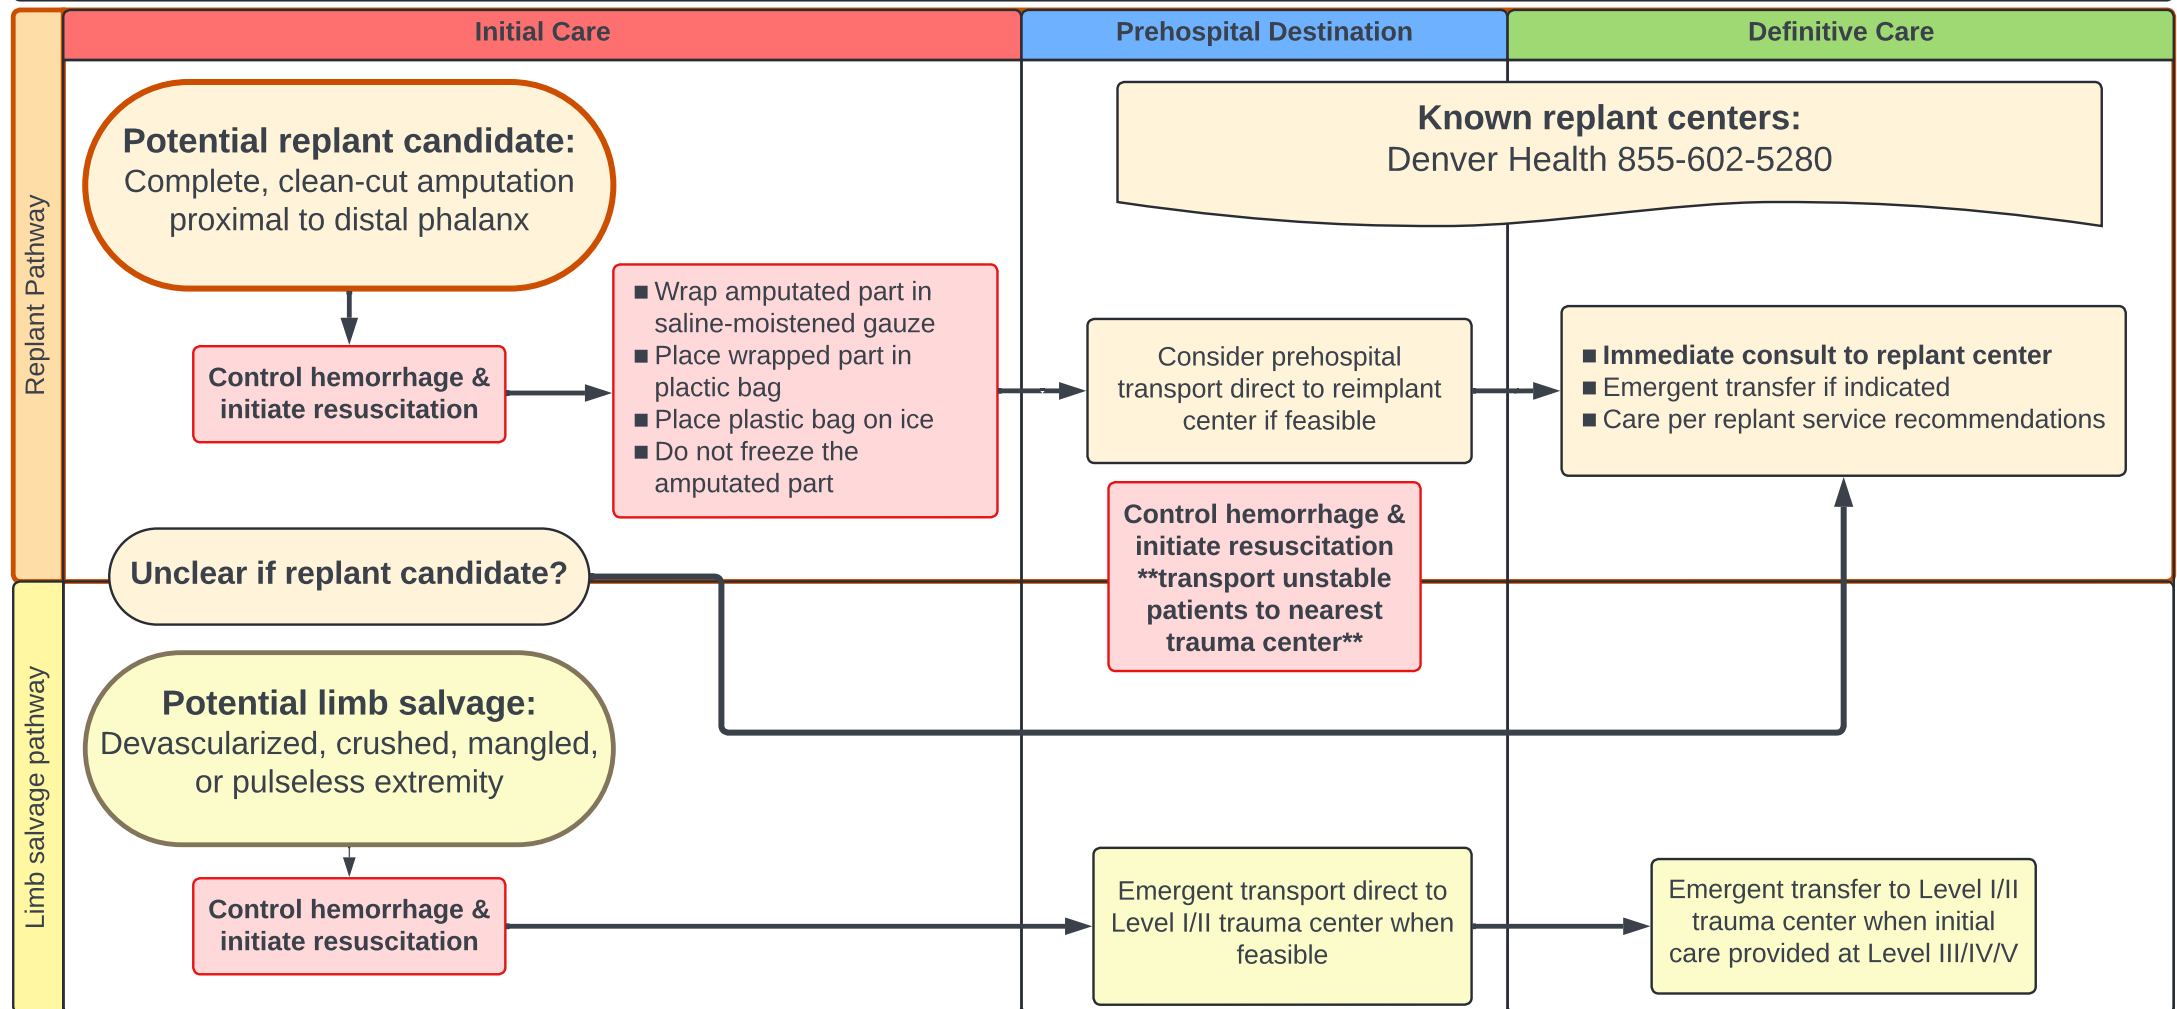 Initial Care
Prehospital Destination
Definitive Care
Replant Pathway
Potential replant candidate:
Complete, clean-cut amputation
proximal to distal phalanx
Known replant centers:
Denver Health 855-602-5280
Control hemorrhage &
initiate resuscitation
■ Wrap amputated part in
saline-moistened gauze
■ Place wrapped part in
plactic bag
■ Place plastic bag on ice
■ Do not freeze the
amputated part
Consider prehospital
transport direct to reimplant
center if feasible
■ Immediate consult to replant center
■ Emergent transfer if indicated
■ Care per replant service recommendations
Control hemorrhage &
initiate resuscitation
**transport unstable
patients to nearest
trauma center**
Unclear if replant candidate?
Limb salvage pathway
Potential limb salvage:
Devascularized, crushed, mangled,
or pulseless extremity
Control hemorrhage &
initiate resuscitation
Emergent transport direct to
Level I/II trauma center when
feasible
Emergent transfer to Level I/II
trauma center when initial
care provided at Level III/IV/V